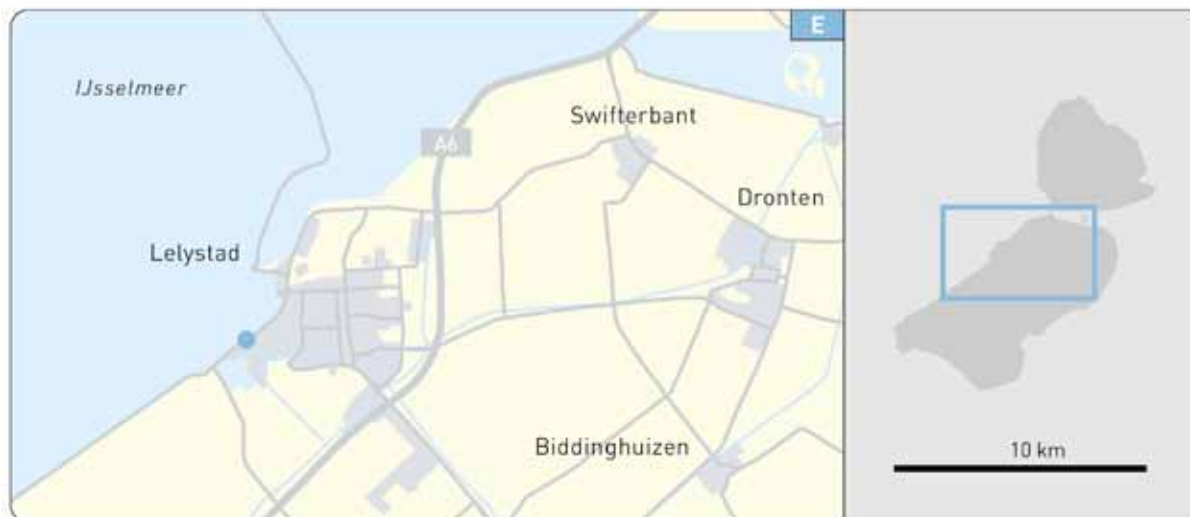 E
IJsselmeer
Swifterbant
A6
Dronten
Lelystad
Biddinghuizen
10 km